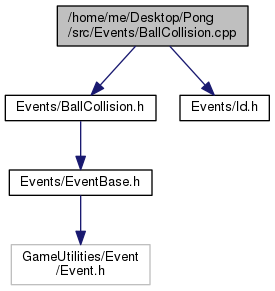 /home/me/Desktop/Pong
/src/Events/BallCollision.cpp
Events/BallCollision.h
Events/Id.h
Events/EventBase.h
GameUtilities/Event
/Event.h